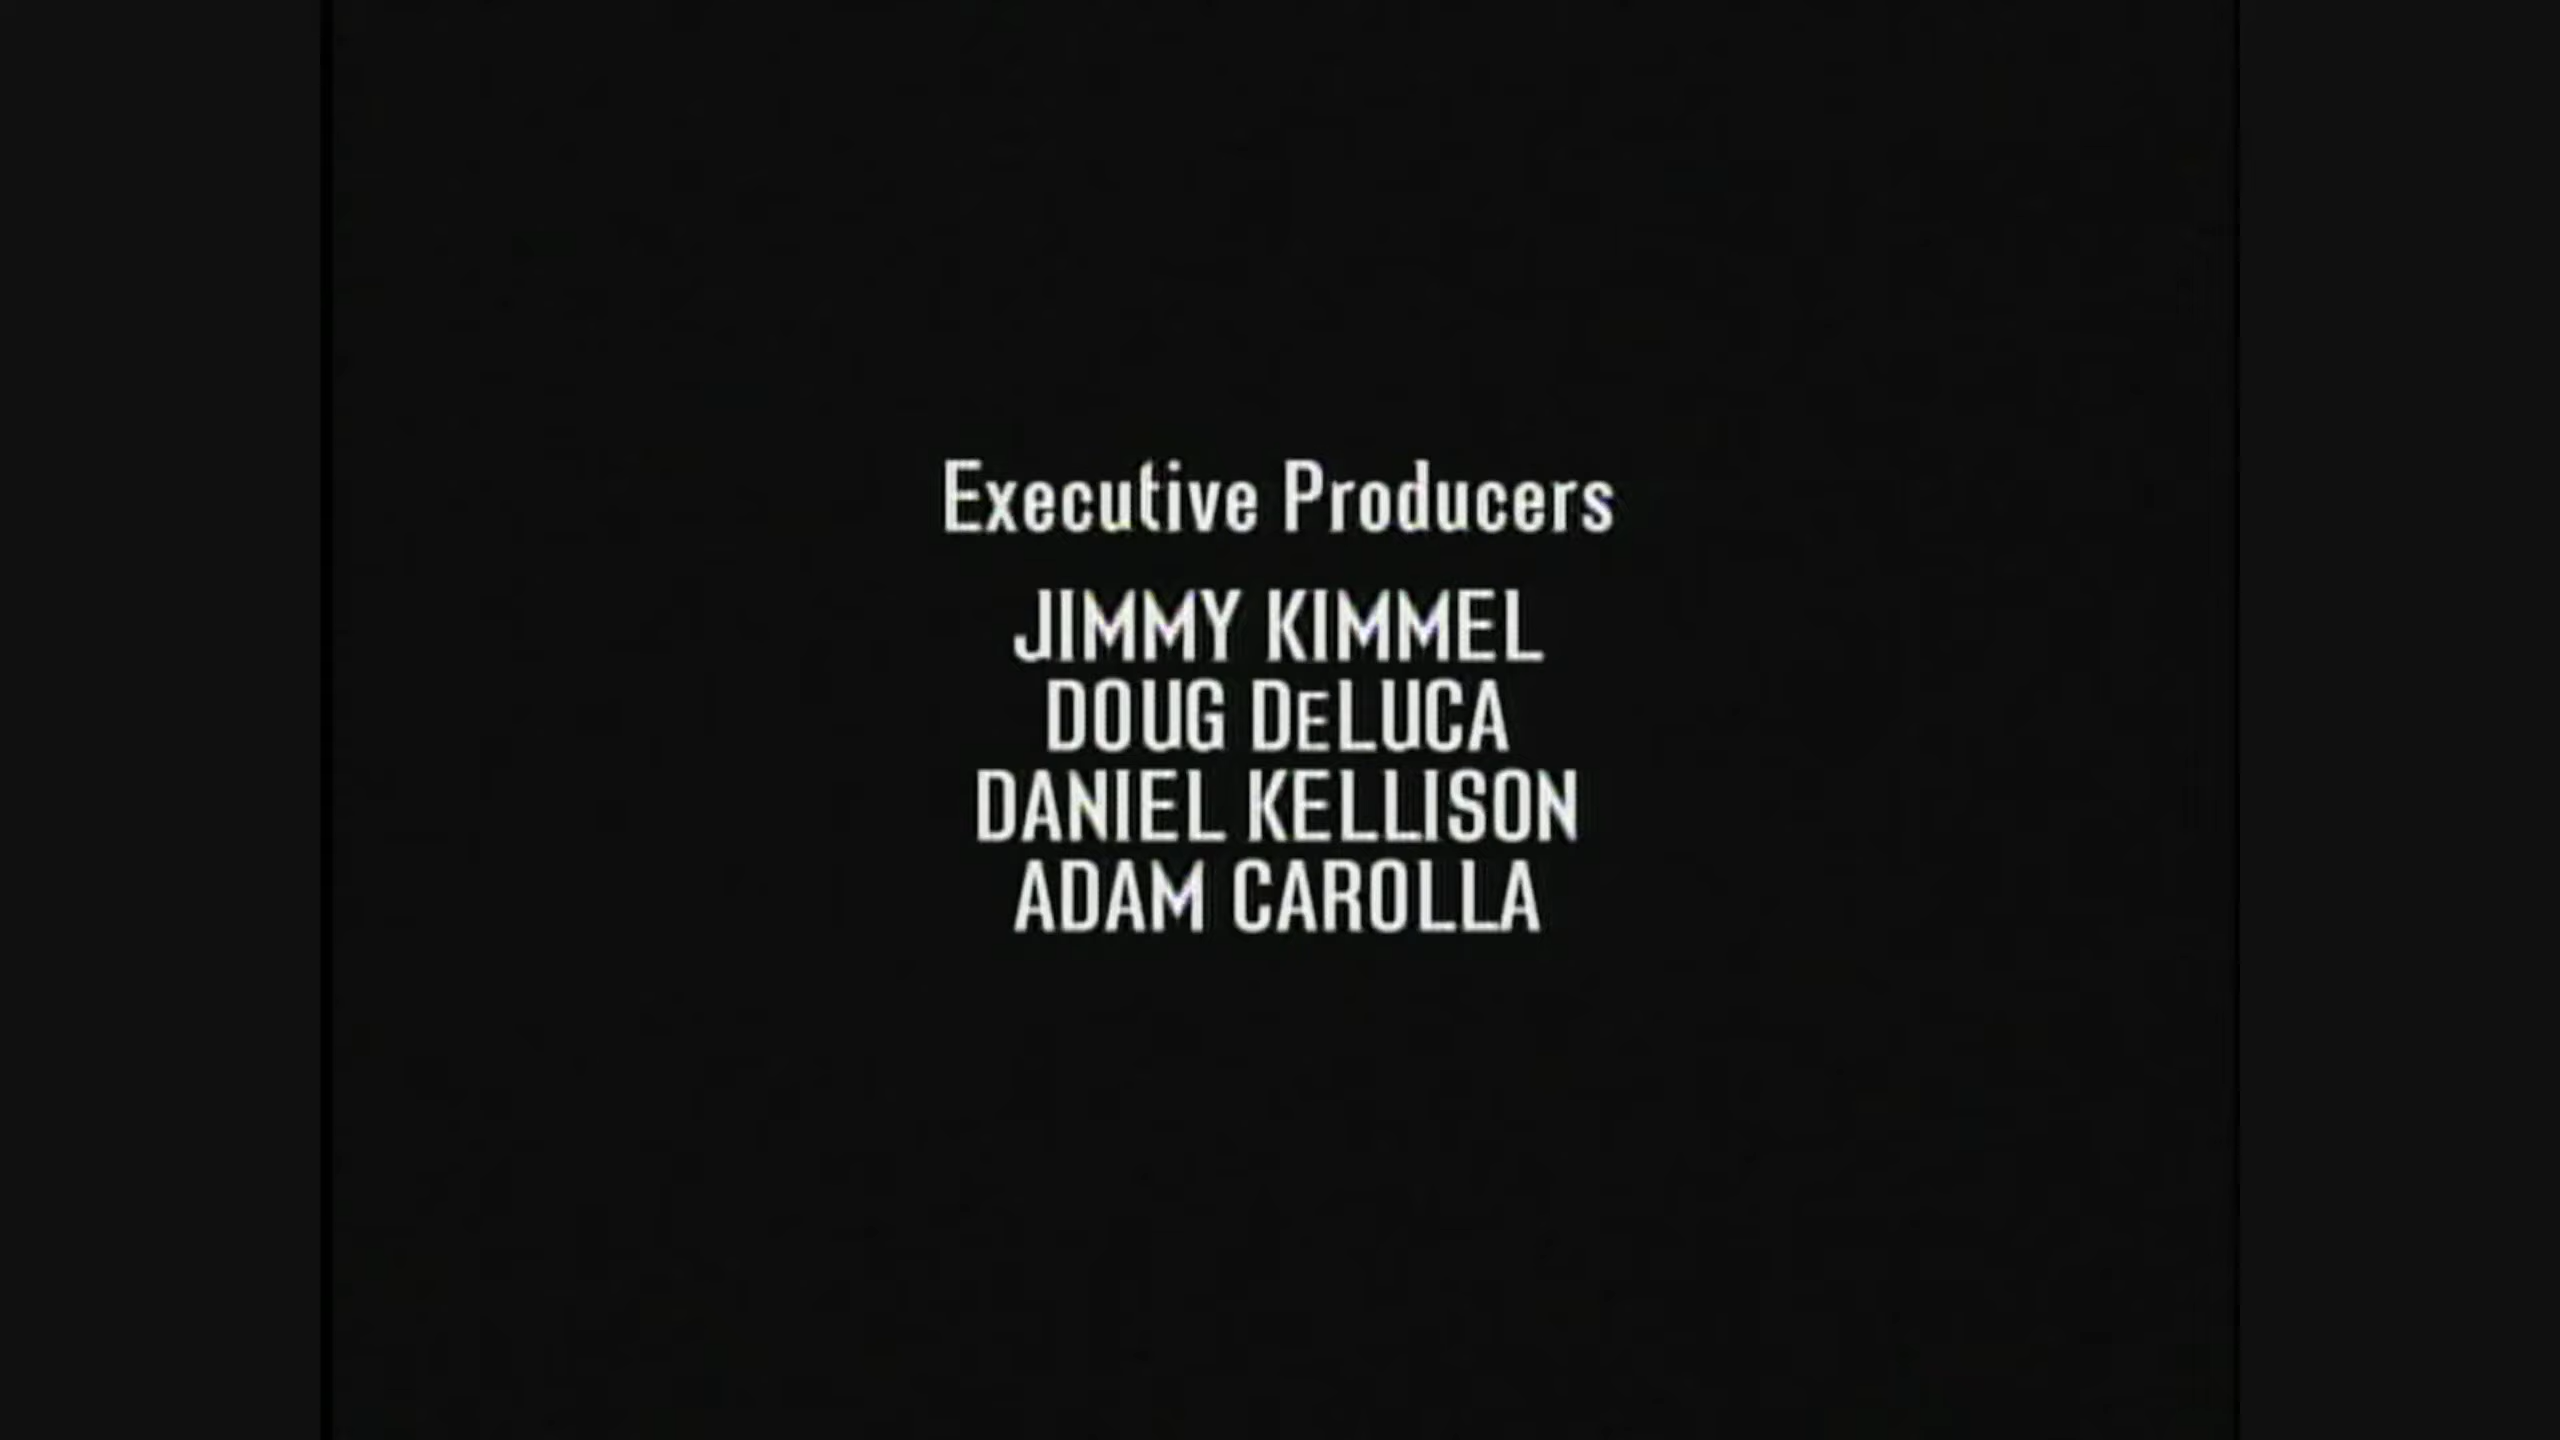 Executive Producers
JIMMY KIMMEL
DOUG DeLUCA
DANIEL KELLISON
ADAM CAROLLA